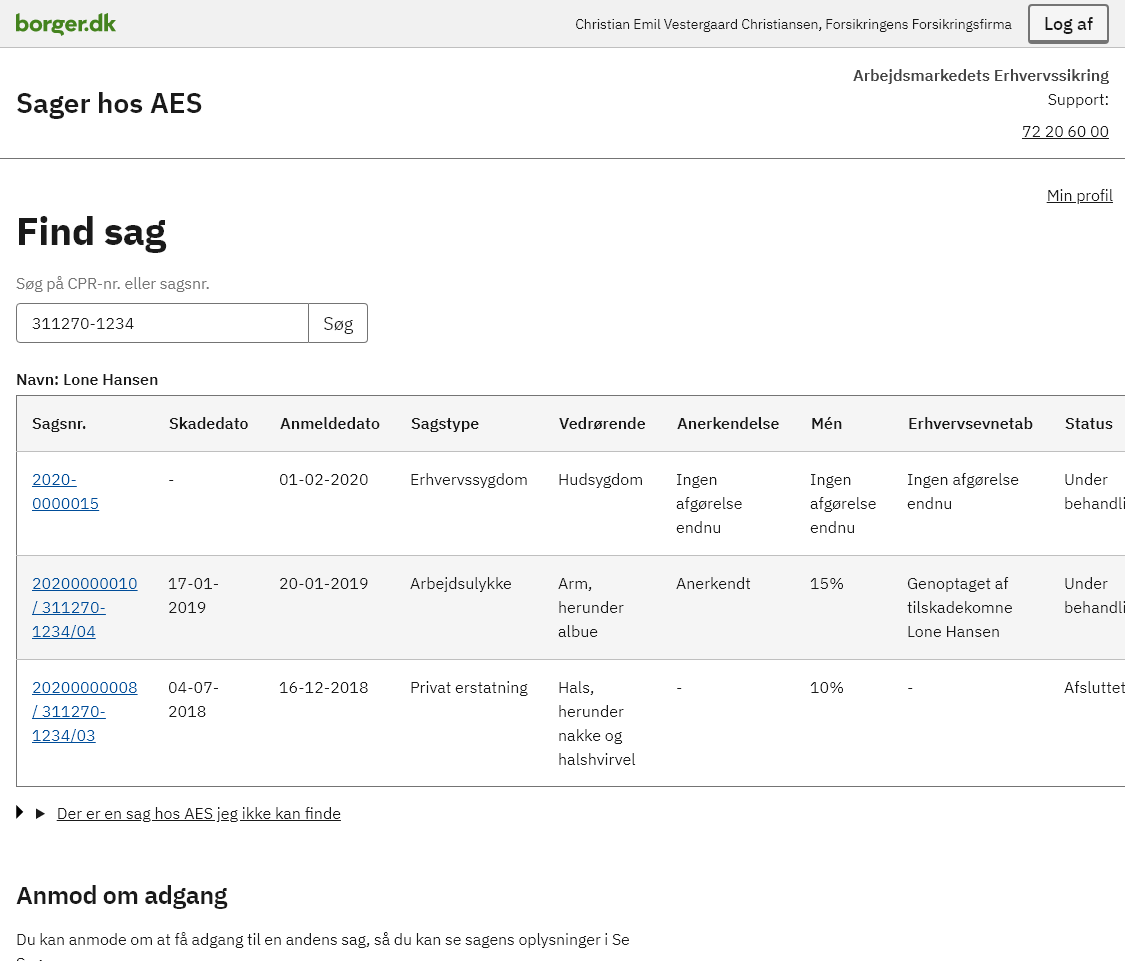 borger.dk
Christian Emil Vestergaard Christiansen, Forsikringens Forsikringsfirma
Log af
Sager hos AES
Arbejdsmarkedets Erhvervssikring
Support:
72 20 60 00
Min profil
Find sag
Søg på CPR-nr. eller sagsnr.
311270-1234
Søg
Navn: Lone Hansen
Sagsnr. Skadedato Anmeldedato Sagstype Vedrørende Anerkendelse Mén Erhvervsevnetab Status
2020- - 01-02-2020 Erhvervssygdom Hudsygdom Ingen Ingen Ingen afgørelse Under
0000015 afgørelse afgørelse endnu behandli
endnu endnu
20200000010 17-01- 20-01-2019 Arbejdsulykke Arm, Anerkendt 15% Genoptaget af Under
/ 311270- 2019 herunder tilskadekomne behandli
1234/04 albue Lone Hansen
20200000008 04-07- 16-12-2018 Privat erstatning Hals, - 10% - Afsluttet
/ 311270- 2018 herunder
1234/03 nakke og
halshvirvel
Der er en sag hos AES jeg ikke kan finde
Anmod om adgang
Du kan anmode om at få adgang til en andens sag, så du kan se sagens oplysninger i Se